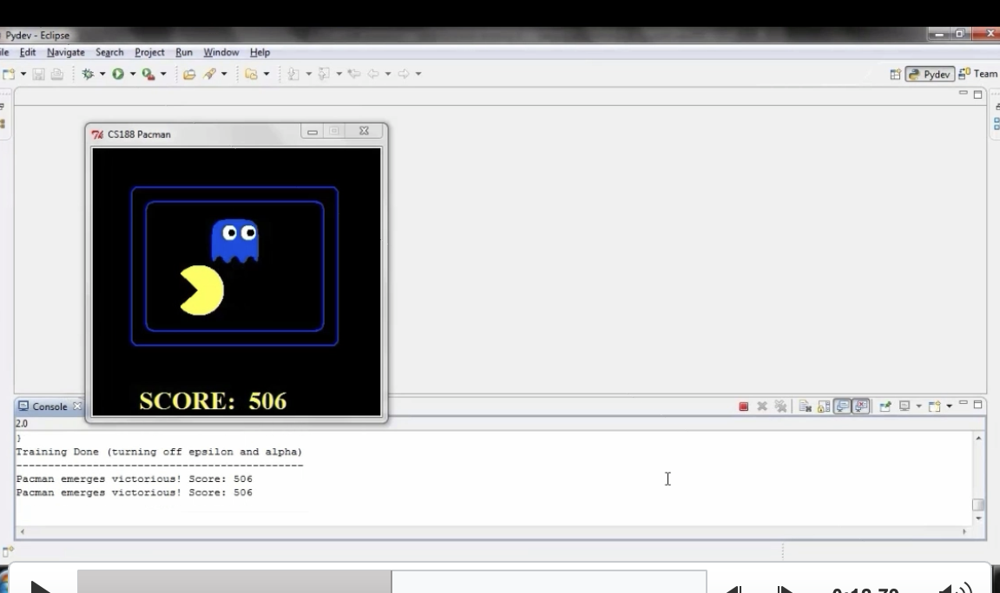 Pydev - Eclipse
ile Edit Navigate Search Project Run Window Help
Pydev Team
CS188 Pacman
SCORE: 506
Console
2.0
}
Training Done (turning off epsilon and alpha)
-------------------------------------------
Pacman emerges victorious! Score: 506
Pacman emerges victorious! Score: 506